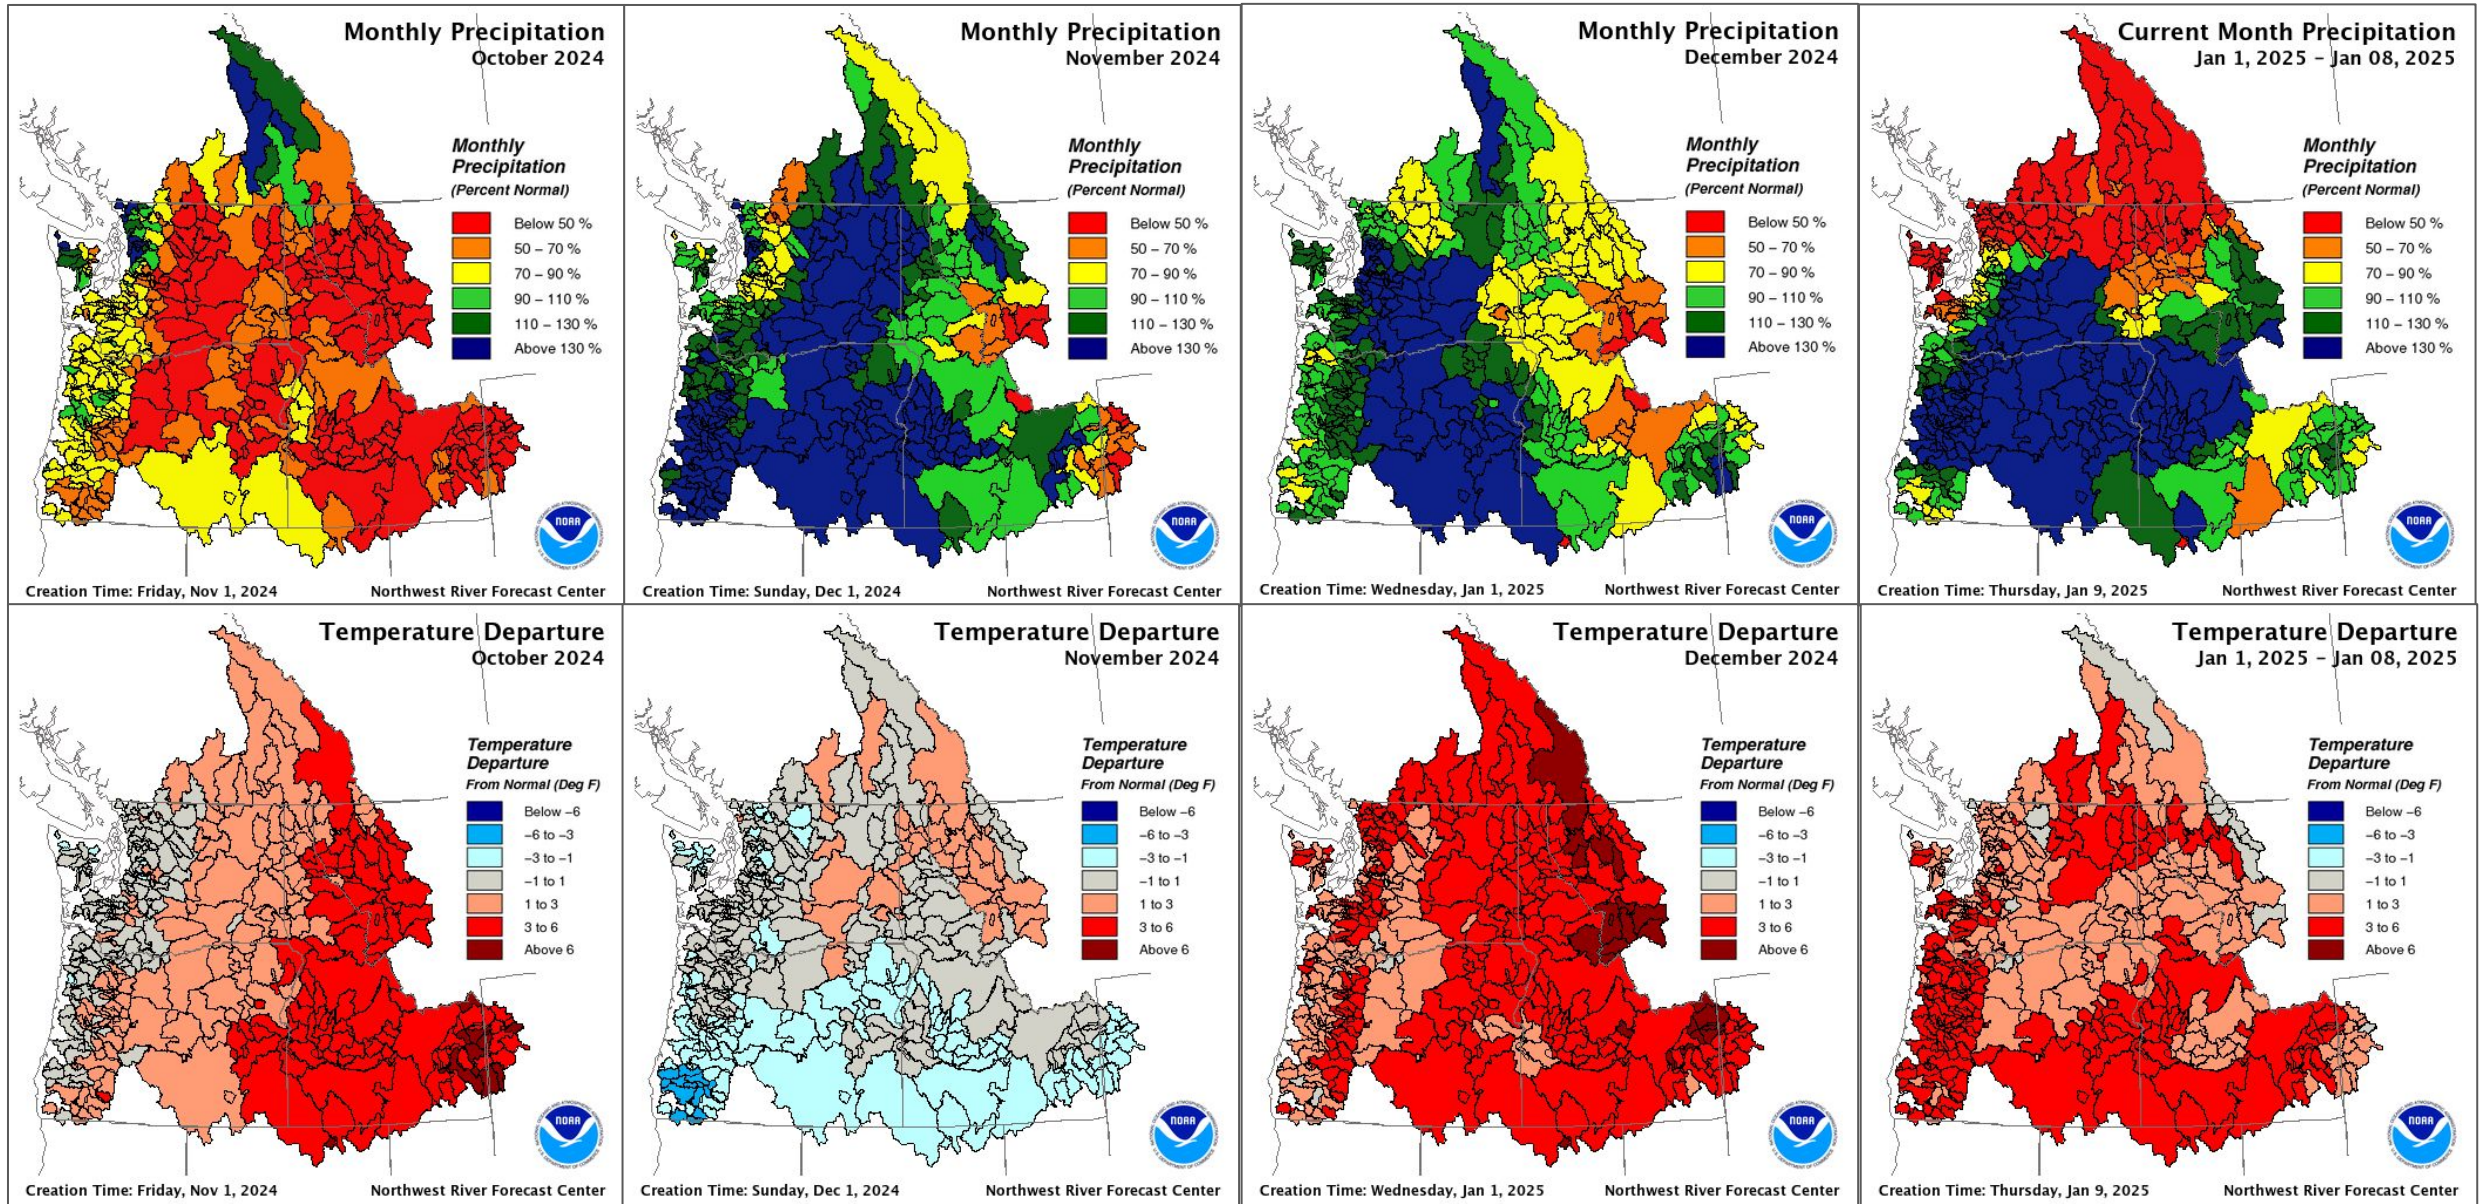 Monthly Precipitation
October 2024
Monthly
Precipitation
(Percent Normal)
Below 50 %
50 – 70 %
70 – 90 %
90 – 110 %
110 – 130 %
Above 130 %
NOAA
Creation Time: Friday, Nov 1, 2024
Northwest River Forecast Center
Monthly Precipitation
November 2024
Monthly
Precipitation
(Percent Normal)
Below 50 %
50 – 70 %
70 – 90 %
90 – 110 %
110 – 130 %
Above 130 %
NOAA
Creation Time: Sunday, Dec 1, 2024
Northwest River Forecast Center
Monthly Precipitation
December 2024
Monthly
Precipitation
(Percent Normal)
Below 50 %
50 – 70 %
70 – 90 %
90 – 110 %
110 – 130 %
Above 130 %
NOAA
Creation Time: Wednesday, Jan 1, 2025
Northwest River Forecast Center
Current Month Precipitation
Jan 1, 2025 – Jan 08, 2025
Monthly
Precipitation
(Percent Normal)
Below 50 %
50 – 70 %
70 – 90 %
90 – 110 %
110 – 130 %
Above 130 %
NOAA
Creation Time: Thursday, Jan 9, 2025
Northwest River Forecast Center
Temperature Departure
October 2024
Temperature
Departure
From Normal (Deg F)
Below –6
–6 to –3
–3 to –1
–1 to 1
1 to 3
3 to 6
Above 6
NOAA
Creation Time: Friday, Nov 1, 2024
Northwest River Forecast Center
Temperature Departure
November 2024
Temperature
Departure
From Normal (Deg F)
Below –6
–6 to –3
–3 to –1
–1 to 1
1 to 3
3 to 6
Above 6
NOAA
Creation Time: Sunday, Dec 1, 2024
Northwest River Forecast Center
Temperature Departure
December 2024
Temperature
Departure
From Normal (Deg F)
Below –6
–6 to –3
–3 to –1
–1 to 1
1 to 3
3 to 6
Above 6
NOAA
Creation Time: Wednesday, Jan 1, 2025
Northwest River Forecast Center
Temperature Departure
Jan 1, 2025 – Jan 08, 2025
Temperature
Departure
From Normal (Deg F)
Below –6
–6 to –3
–3 to –1
–1 to 1
1 to 3
3 to 6
Above 6
NOAA
Creation Time: Thursday, Jan 9, 2025
Northwest River Forecast Center